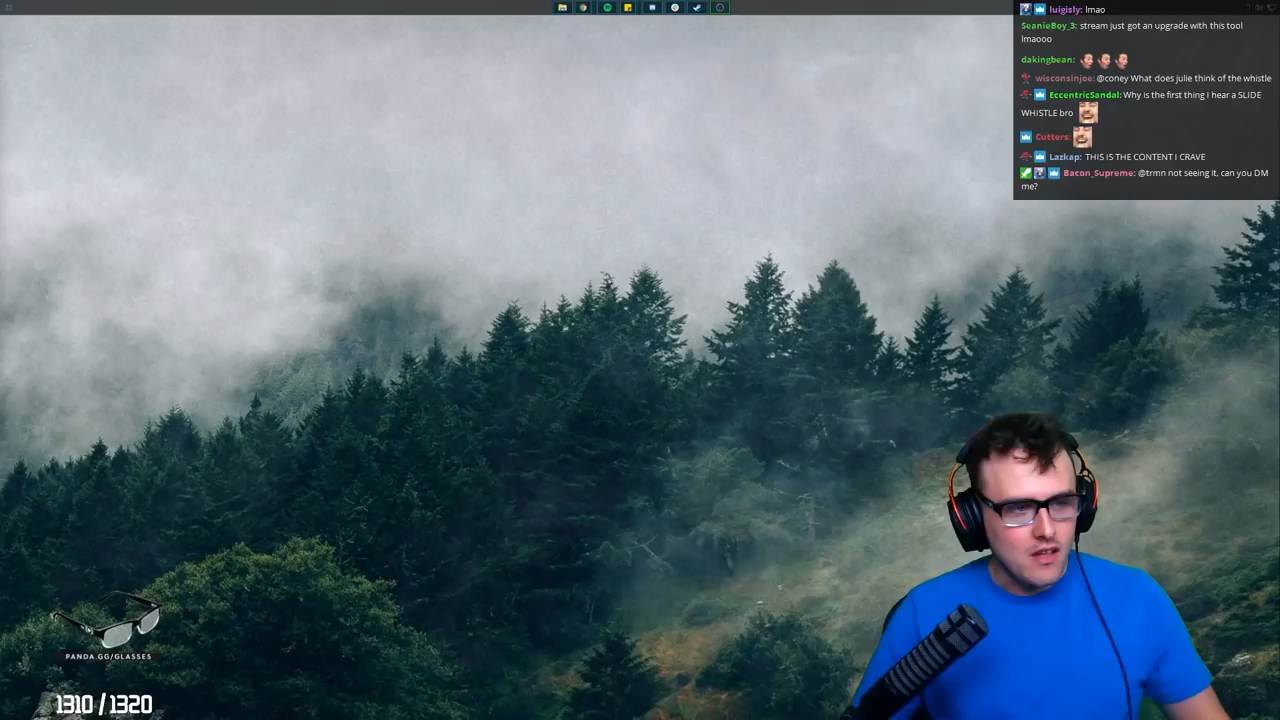 luigisly: lmao
SeanieBoy_3: stream just got an upgrade with this tool
lmaooo
dakingbean:
wisconsinjoe: @coney What does julie think of the whistle
EccentricSandal: Why is the first thing I hear a SLIDE
WHISTLE bro
Cutters:
Lazkap: THIS IS THE CONTENT I CRAVE
Bacon_Supreme: @trmn not seeing it, can you DM
me?
PANDA.GG/GLASSES
1310 / 1320